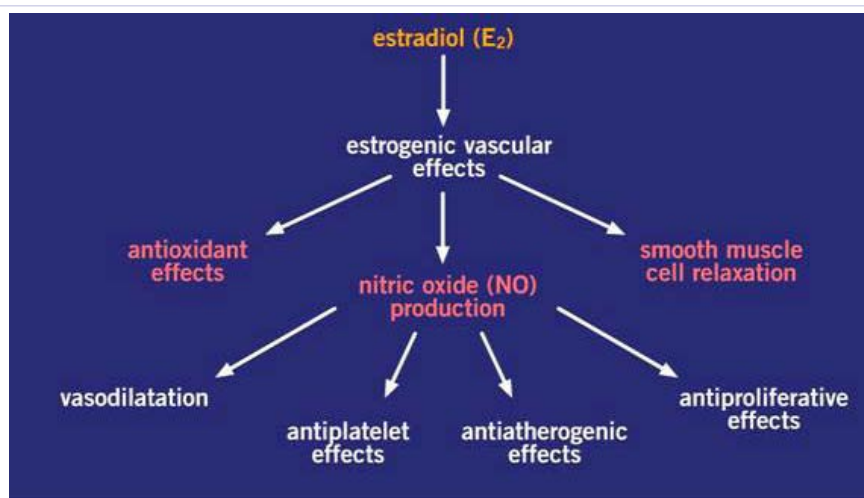 estradiol (E₂)
estrogenic vascular
effects
antioxidant
effects
smooth muscle
cell relaxation
nitric oxide (NO)
production
vasodilatation
antiplatelet
effects
antiatherogenic
effects
antiproliferative
effects